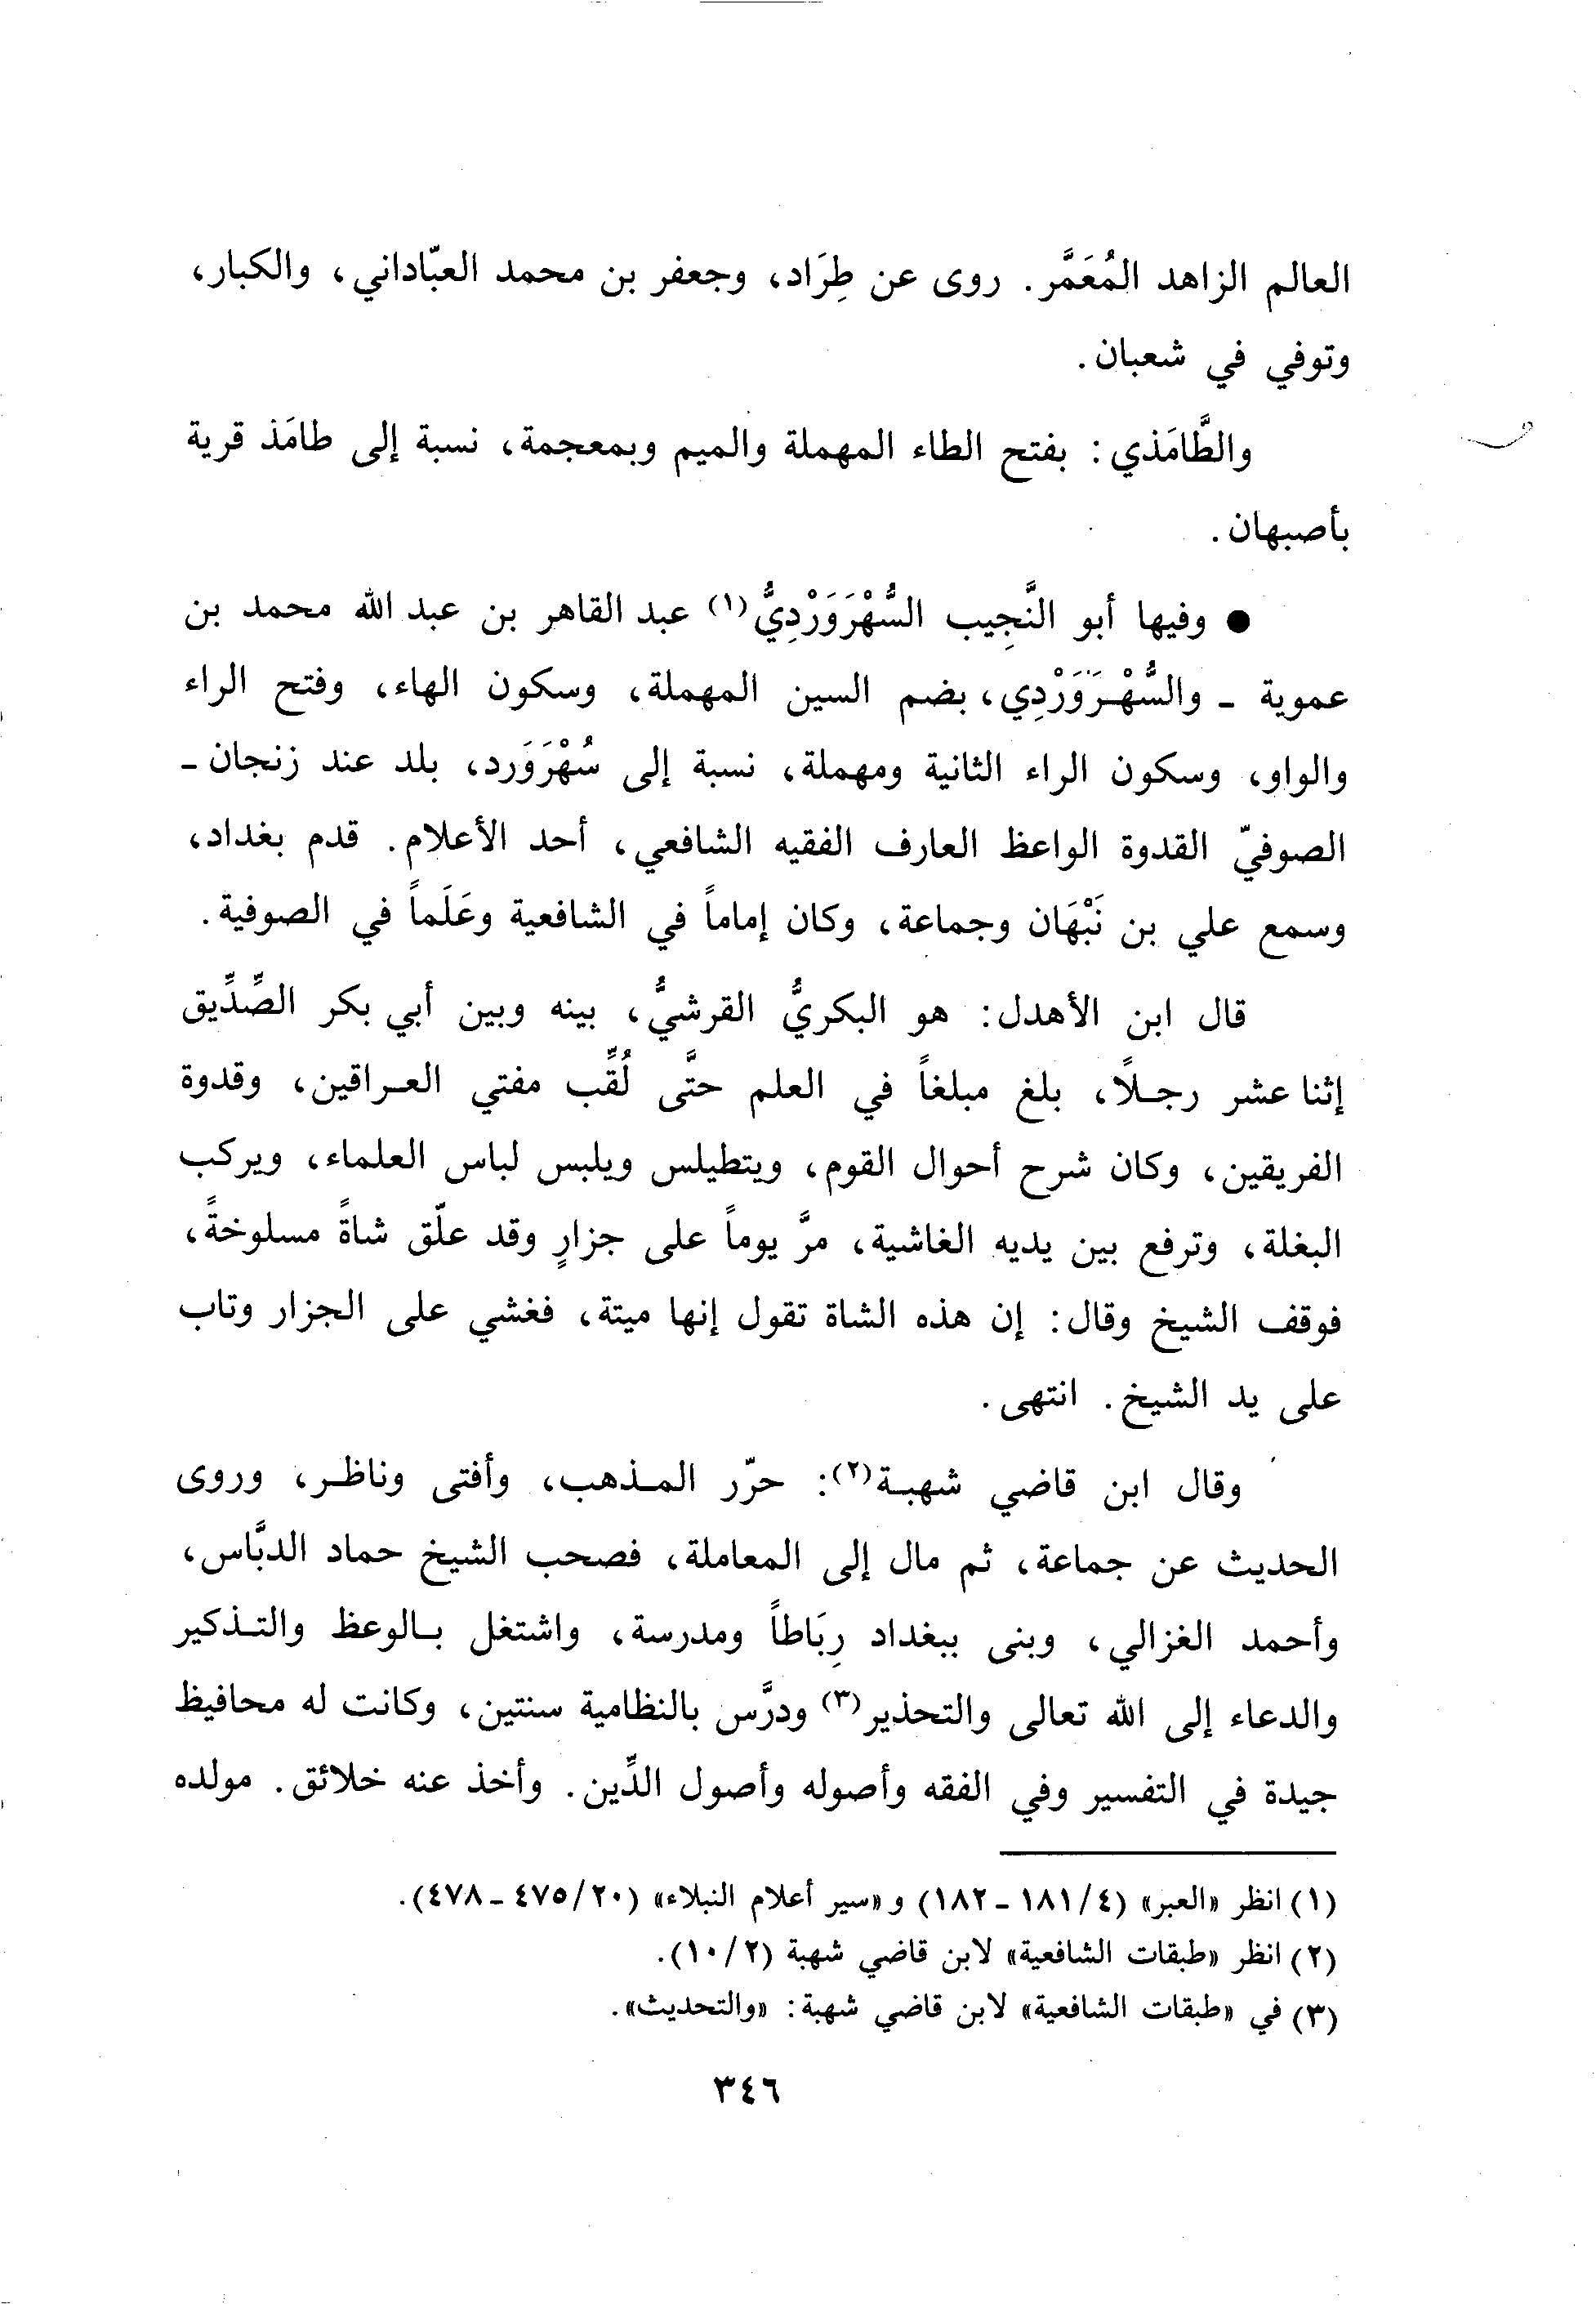 العالم الزاهد المُعَمَّر. روى عن طِرَاد، وجعفر بن محمد العبّاداني، والكبار،
وتوفي في شعبان.
والطَّامَذي: بفتح الطاء المهملة والميم وبمعجمة، نسبة إلى طامَذ قرية
بأصبهان.
● وفيها أبو النَّجِيب السُّهْرَوَرْدِيُّ(١) عبد القاهر بن عبد الله محمد بن
عموية ـ والسُّهْـرَوَرْدِي، بضم السين المهملة، وسكون الهاء، وفتح الراء
والواو، وسكون الراء الثانية ومهملة، نسبة إلى سُهْرَوَرد، بلد عند زنجان ـ
الصوفيّ القدوة الواعظ العارف الفقيه الشافعي، أحد الأعلام. قدم بغداد،
وسمع علي بن نَبْهَان وجماعة، وكان إماماً في الشافعية وعَلَماً في الصوفية.
قال ابن الأهدل: هو البكريُّ القرشيُّ، بينه وبين أبي بكر الصِّدِّيق
إثنا عشر رجـلاً، بلغ مبلغاً في العلم حتَّى لُقِّب مفتي العـراقين، وقدوة
الفريقين، وكان شرح أحوال القوم، ويتطيلس ويلبس لباس العلماء، ويركب
البغلة، وترفع بين يديه الغاشية، مرَّ يوماً على جزارٍ وقد علّق شاةً مسلوخةً،
فوقف الشيخ وقال: إن هذه الشاة تقول إنها ميتة، فغشي على الجزار وتاب
على يد الشيخ. انتهى.
وقال ابن قاضي شهبـة(٢): حرّر المـذهب، وأفتى وناظـر، وروى
الحديث عن جماعة، ثم مال إلى المعاملة، فصحب الشيخ حماد الدبَّاس،
وأحمد الغزالي، وبنى ببغداد رِبَاطاً ومدرسة، واشتغل بـالوعظ والتـذكير
والدعاء إلى الله تعالى والتحذير(٣) ودرَّس بالنظامية سنتين، وكانت له محافيظ
جيدة في التفسير وفي الفقه وأصوله وأصول الدِّين. وأخذ عنه خلائق. مولده
(١) انظر «العبر» (٤/ ١٨١ ـ ١٨٢) و «سير أعلام النبلاء» (٢٠/ ٤٧٥ ـ ٤٧٨).
(٢) انظر «طبقات الشافعية» لابن قاضي شهبة (٢/ ١٠).
(٣) في «طبقات الشافعية» لابن قاضي شهبة: «والتحديث».
٣٤٦